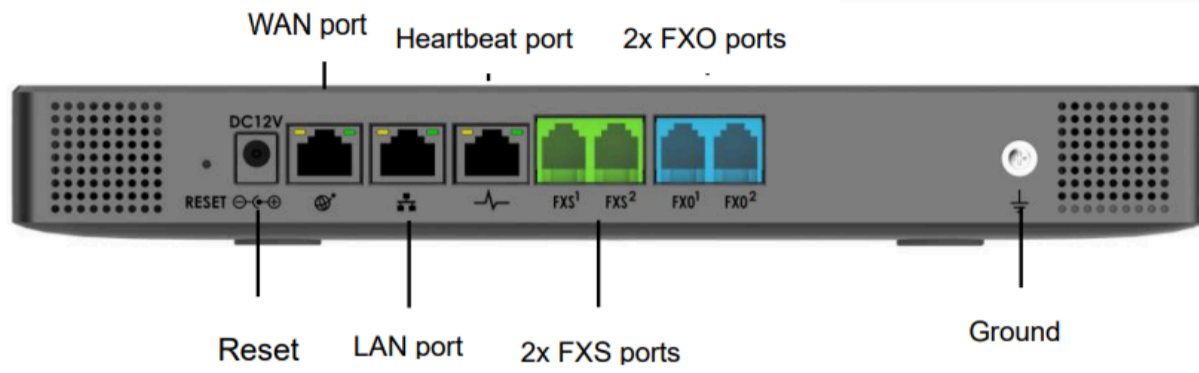 WAN port
Heartbeat port
2x FXO ports
DC12V
RESET
FXS¹
FXS²
FXO¹
FXO²
Reset
LAN port
2x FXS ports
Ground